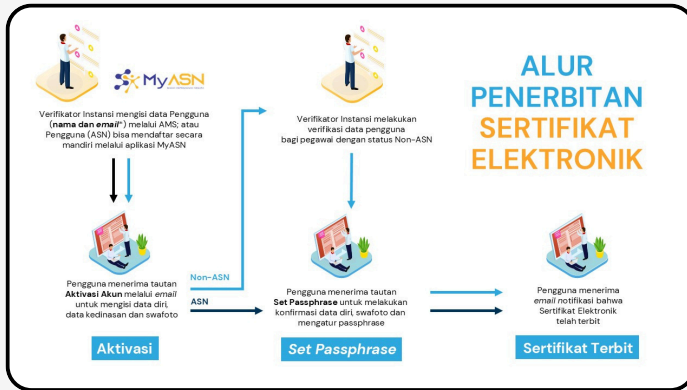 MyASN
Verifikator Instansi mengisi data Pengguna
(nama dan email*) melalui AMS; atau
Pengguna (ASN) bisa mendaftar secara
mandiri melalui aplikasi MyASN
Verifikator Instansi melakukan
verifikasi data pengguna
bagi pegawai dengan status Non-ASN
ALUR
PENERBITAN
SERTIFIKAT
ELEKTRONIK
Pengguna menerima tautan
Aktivasi Akun melalui email
untuk mengisi data diri,
data kedinasan dan swafoto
Non-ASN
ASN
Pengguna menerima tautan
Set Passphrase untuk melakukan
konfirmasi data diri, swafoto dan
mengatur passphrase
Pengguna menerima
email notifikasi bahwa
Sertifikat Elektronik
telah terbit
Aktivasi
Set Passphrase
Sertifikat Terbit